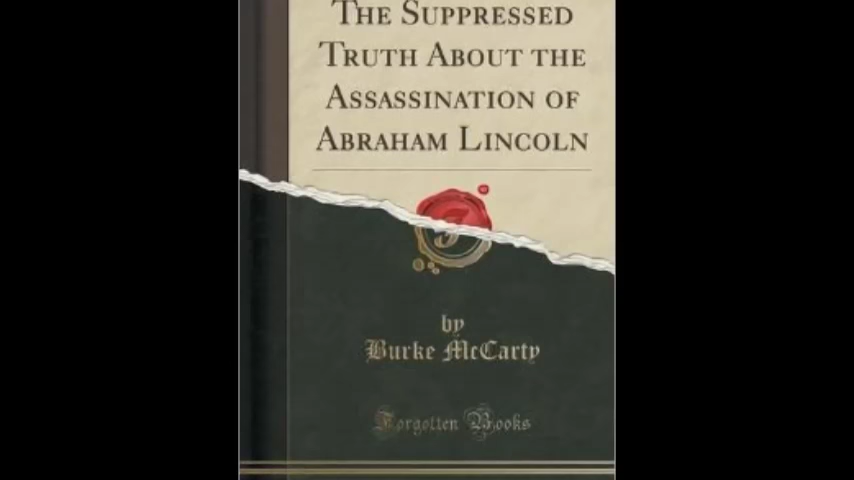 THE SUPPRESSED
TRUTH ABOUT THE
ASSASSINATION OF
ABRAHAM LINCOLN
F
by
Burke McCarty
Forgotten Books